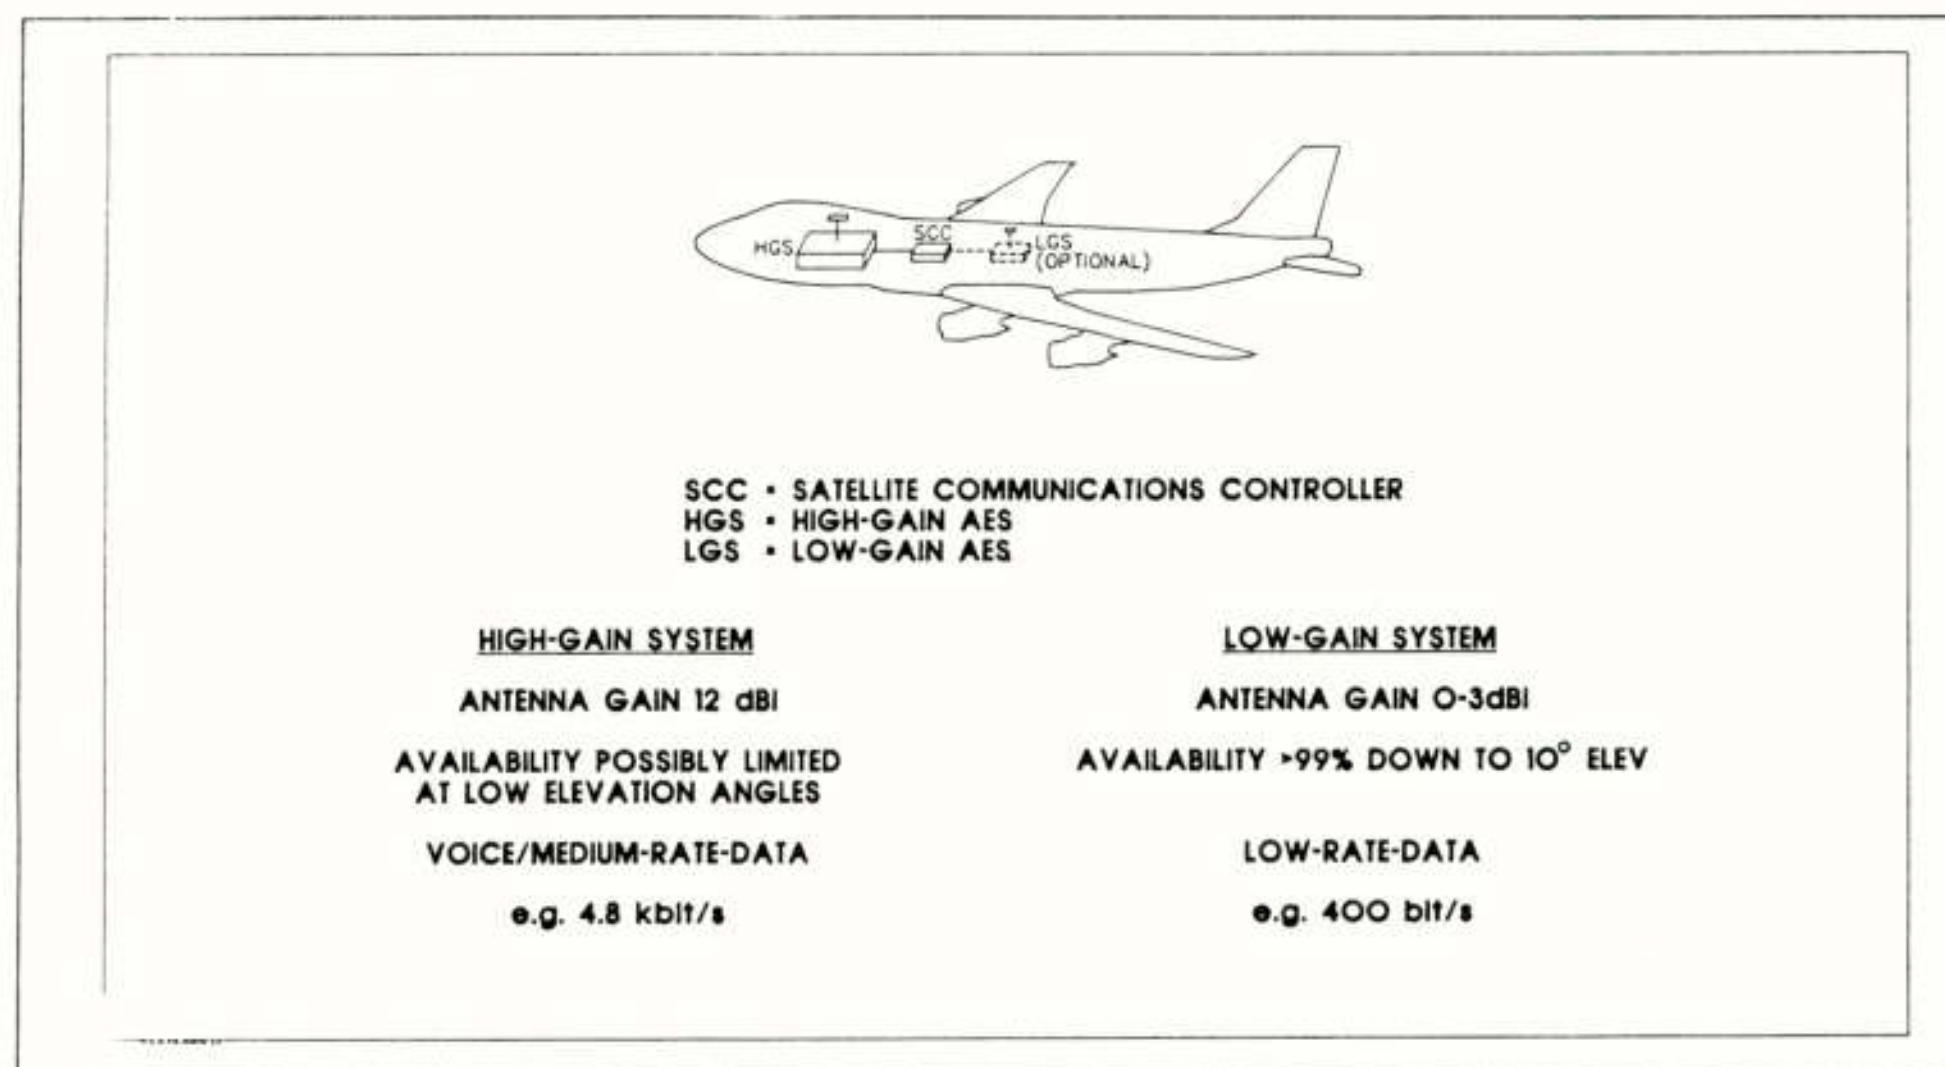 HGS
SCC
LGS
(OPTIONAL)
SCC • SATELLITE COMMUNICATIONS CONTROLLER
HGS • HIGH-GAIN AES
LGS • LOW-GAIN AES
HIGH-GAIN SYSTEM
ANTENNA GAIN 12 dBi
AVAILABILITY POSSIBLY LIMITED
AT LOW ELEVATION ANGLES
VOICE/MEDIUM-RATE-DATA
e.g. 4.8 kbit/s
LOW-GAIN SYSTEM
ANTENNA GAIN 0-3dBi
AVAILABILITY >99% DOWN TO 10° ELEV
LOW-RATE-DATA
e.g. 400 bit/s